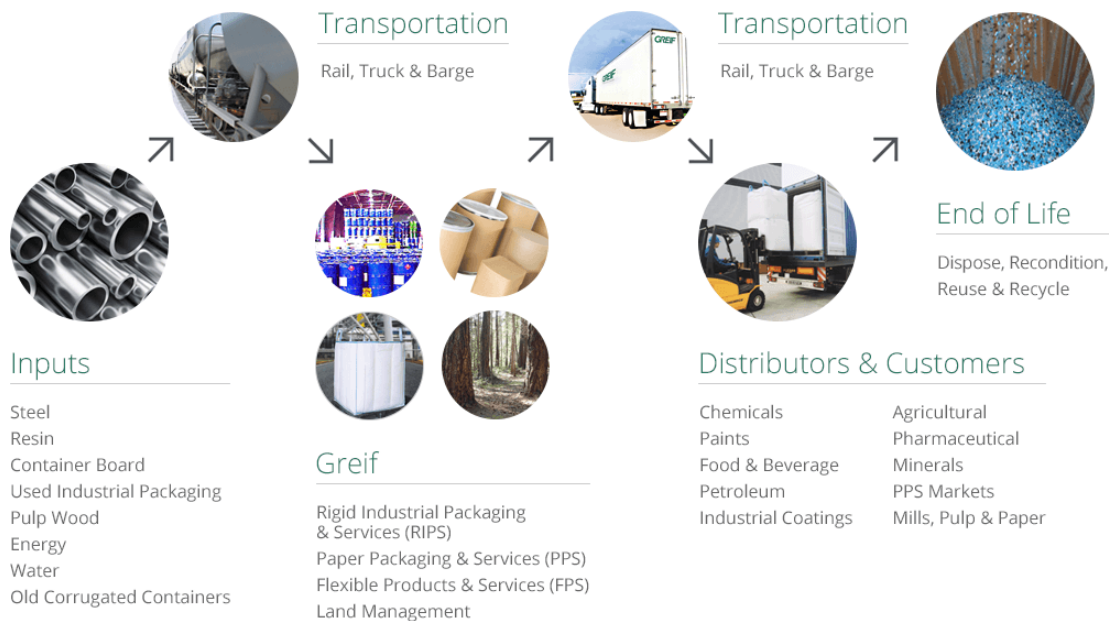 Transportation
Rail, Truck & Barge
GREIF
Transportation
Rail, Truck & Barge
End of Life
Dispose, Recondition,
Reuse & Recycle
Inputs
Steel
Resin
Container Board
Used Industrial Packaging
Pulp Wood
Energy
Water
Old Corrugated Containers
Greif
Rigid Industrial Packaging
& Services (RIPS)
Paper Packaging & Services (PPS)
Flexible Products & Services (FPS)
Land Management
Distributors & Customers
Chemicals
Paints
Food & Beverage
Petroleum
Industrial Coatings
Agricultural
Pharmaceutical
Minerals
PPS Markets
Mills, Pulp & Paper